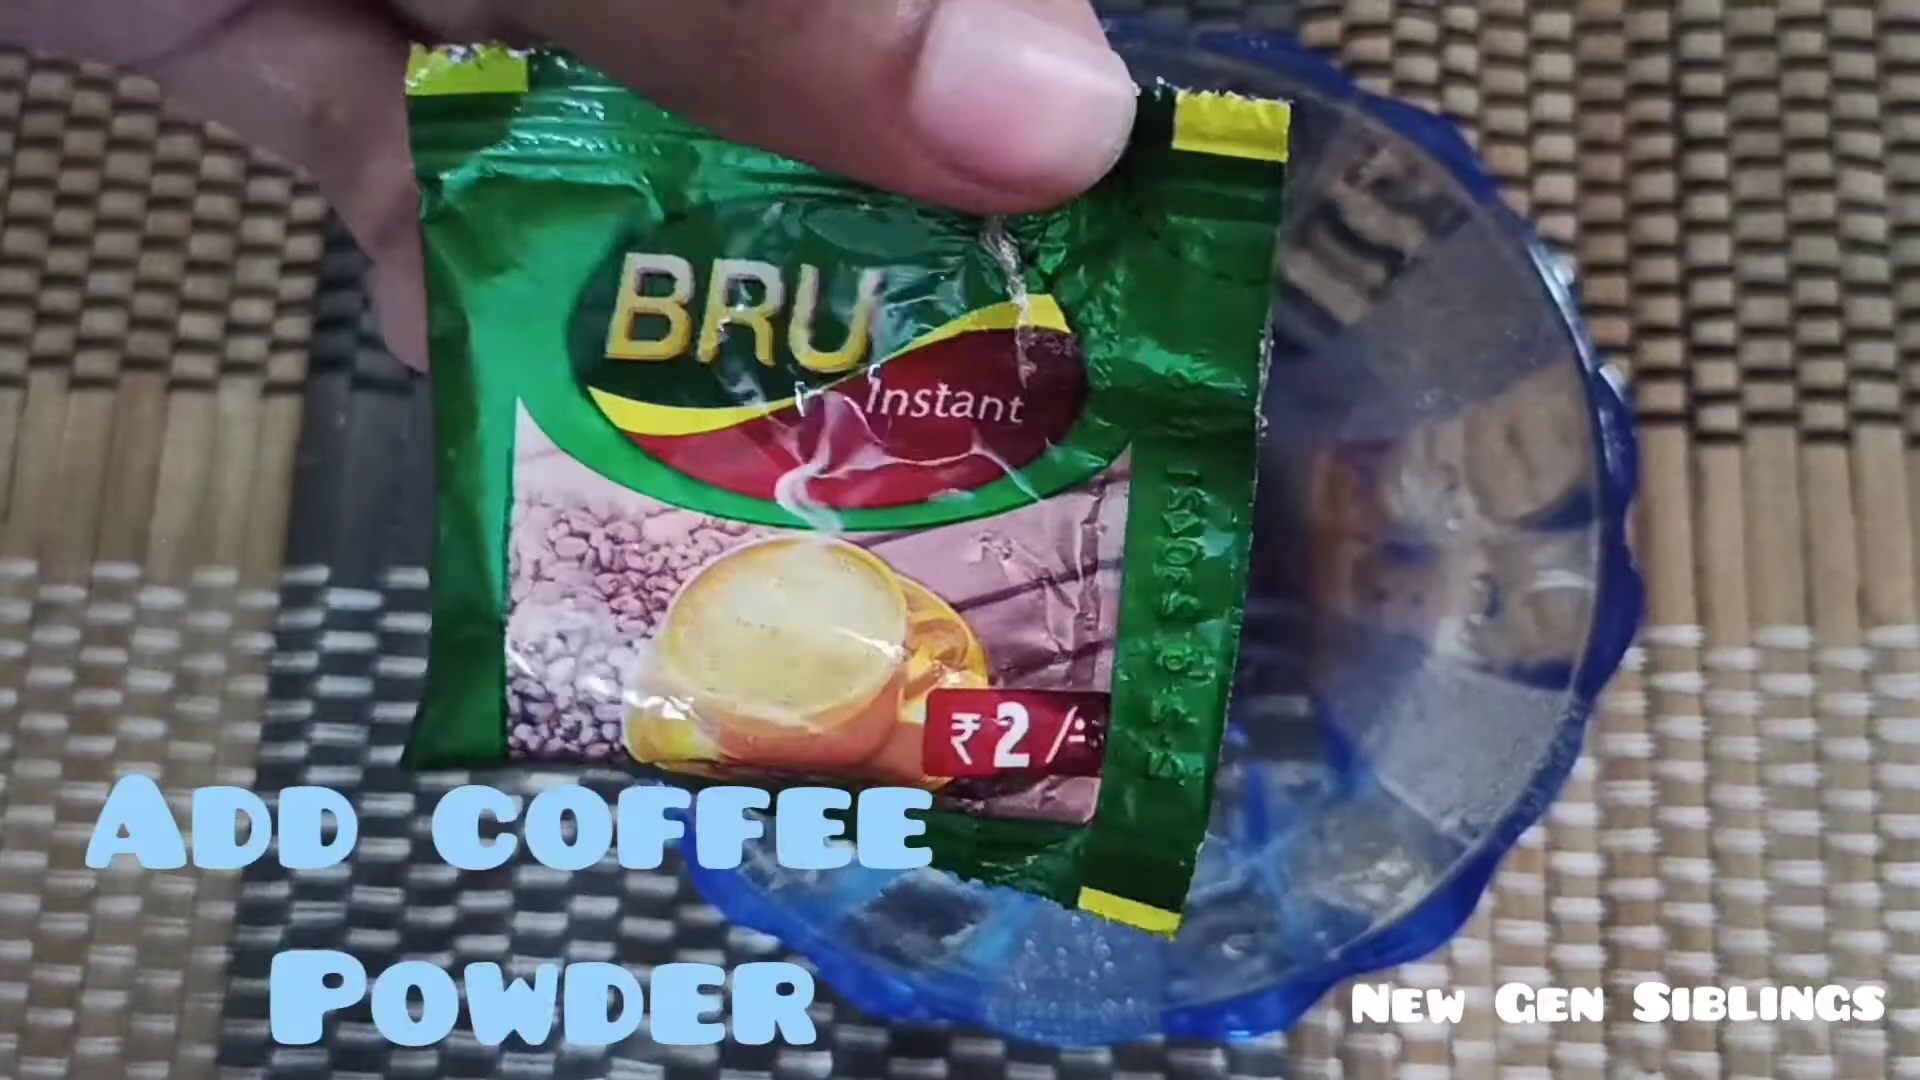 BRU
Instant
₹ 2 /-
ADD COFFEE
POWDER
NEW GEN SIBLINGS